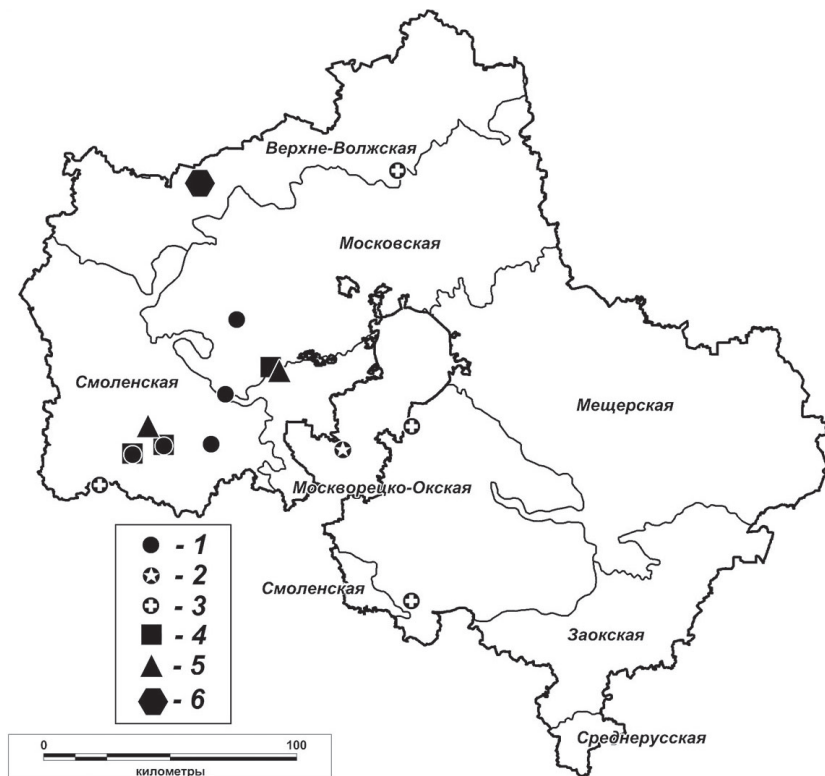 Верхне-Волжская
Московская
Смоленская
Мещерская
Москворецко-Окская
Смоленская
Заокская
Среднерусская
- 1
- 2
- 3
- 4
- 5
- 6
0 100
километры